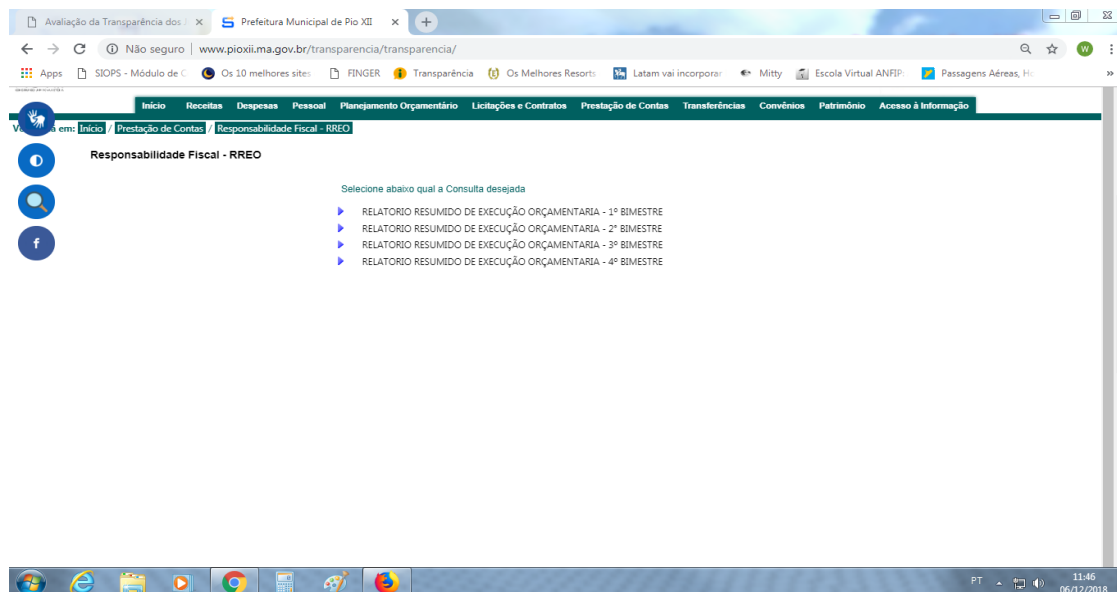 Avaliação da Transparência dos
Prefeitura Municipal de Pio XII
Não seguro | www.pioxii.ma.gov.br/transparencia/transparencia/
W
Apps SIOPS - Módulo de C Os 10 melhores sites FINGER Transparência Os Melhores Resorts Latam vai incorporar Mitty Escola Virtual ANFIP: Passagens Aéreas, Ho
Início Receitas Despesas Pessoal Planejamento Orçamentário Licitações e Contratos Prestação de Contas Transferências Convênios Patrimônio Acesso à Informação
em: Início / Prestação de Contas / Responsabilidade Fiscal - RREO
Responsabilidade Fiscal - RREO
Selecione abaixo qual a Consulta desejada
RELATORIO RESUMIDO DE EXECUÇÃO ORÇAMENTARIA - 1º BIMESTRE
RELATORIO RESUMIDO DE EXECUÇÃO ORÇAMENTARIA - 2° BIMESTRE
RELATORIO RESUMIDO DE EXECUÇÃO ORÇAMENTARIA - 3º BIMESTRE
RELATORIO RESUMIDO DE EXECUÇÃO ORÇAMENTARIA - 4º BIMESTRE
f
PT
11:46
06/12/2018